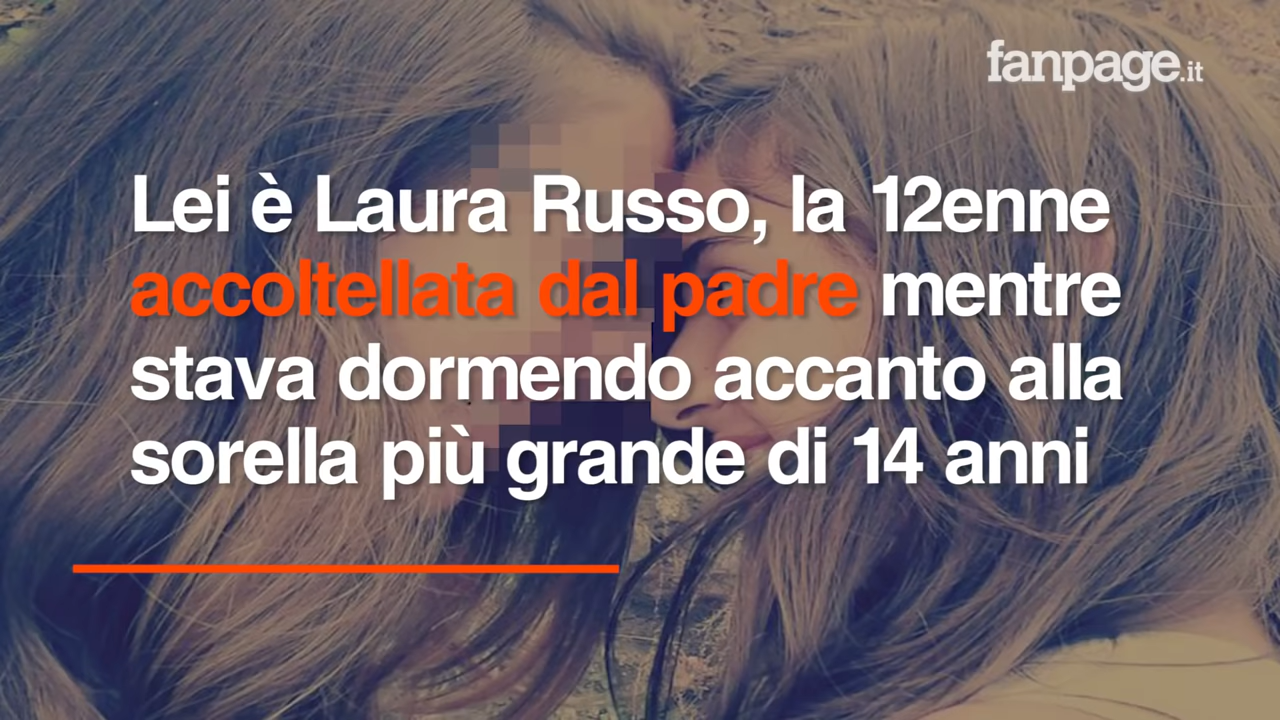 fanpage.it
Lei è Laura Russo, la 12enne
accoltellata dal padre mentre
stava dormendo accanto alla
sorella più grande di 14 anni